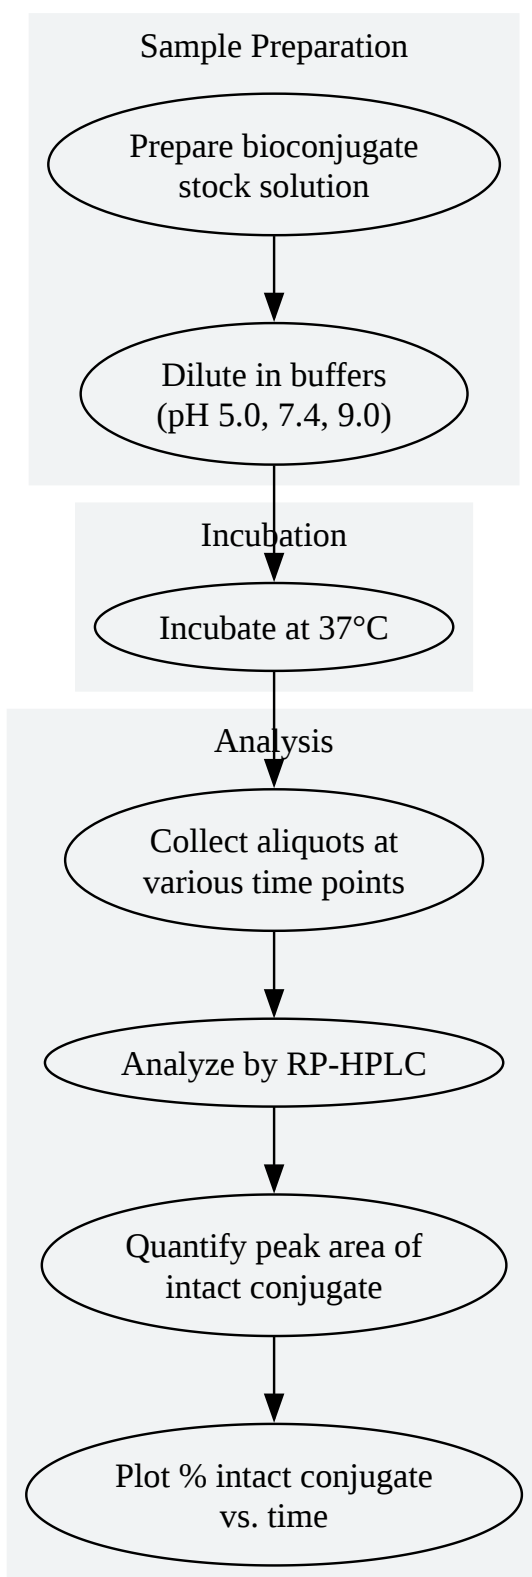 Sample Preparation
Prepare bioconjugate
stock solution
Dilute in buffers
(pH 5.0, 7.4, 9.0)
Incubation
Incubate at 37°C
Analysis
Collect aliquots at
various time points
Analyze by RP-HPLC
Quantify peak area of
intact conjugate
Plot % intact conjugate
vs. time